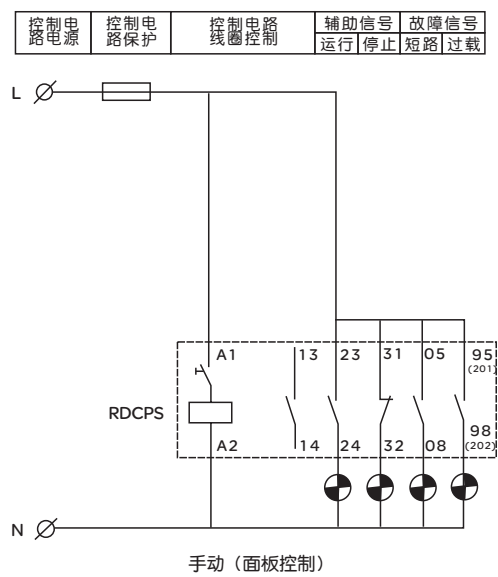 控制电
路电源
控制电
路保护
控制电路
线圈控制
辅助信号
故障信号
运行
停止
短路
过载
L
A1
13
23
31
05
95
(201)
RDCPS
A2
14
24
32
08
98
(202)
N
手动（面板控制）